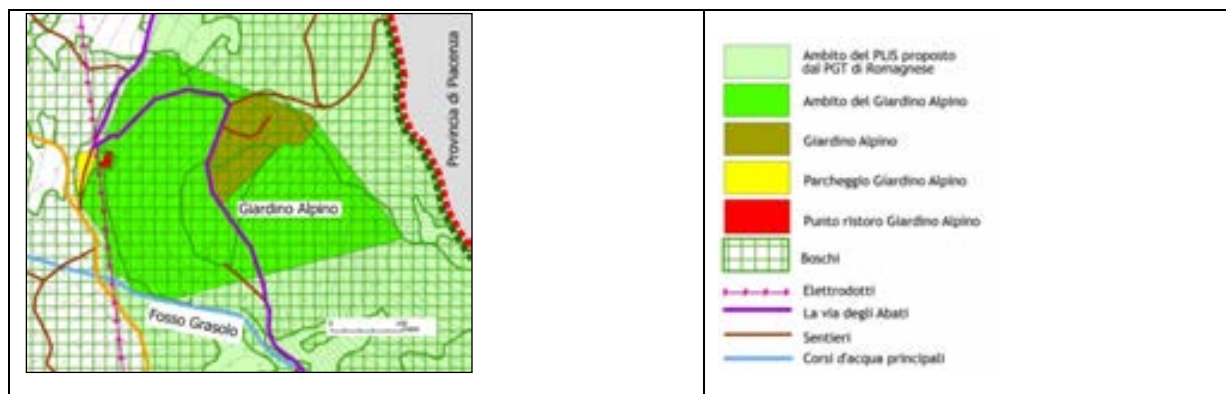 Provincia di Piacenza
Giardino Alpino
Fosso Grasolo
0
Ambito del PLIS proposto
dal PGT di Romagnese
Ambito del Giardino Alpino
Giardino Alpino
Parcheggio Giardino Alpino
Punto ristoro Giardino Alpino
Boschi
Elettrodotti
La via degli Abati
Sentieri
Corsi d'acqua principali